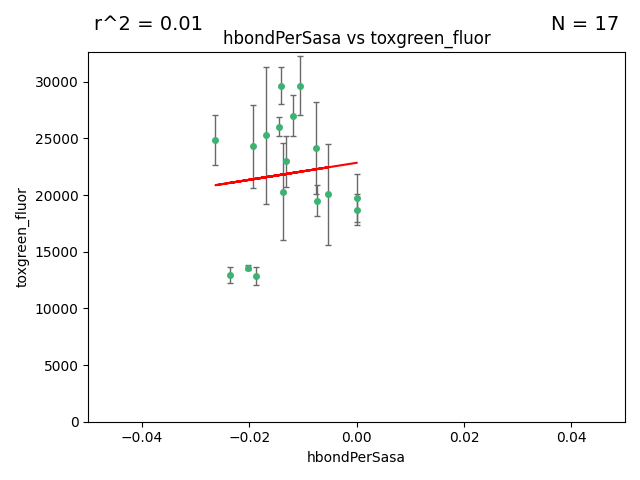 r^2 = 0.01
N = 17
hbondPerSasa vs toxgreen_fluor
30000
25000
20000
15000
10000
5000
0
toxgreen_fluor
−0.04
−0.02
0.00
0.02
0.04
hbondPerSasa